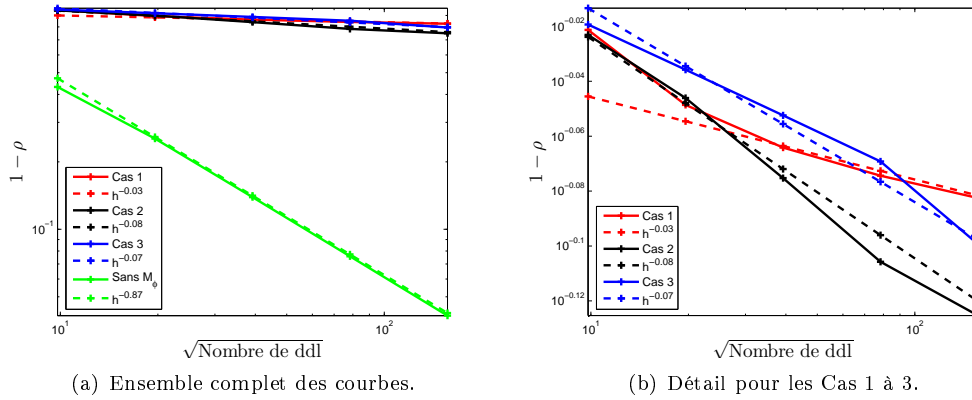 1 − ρ
10^{-1}
Cas 1
h^{-0.03}
Cas 2
h^{-0.08}
Cas 3
h^{-0.07}
Sans M_ϕ
h^{-0.87}
10^1
10^2
√Nombre de ddl
(a) Ensemble complet des courbes.
1 − ρ
10^{-0.02}
10^{-0.04}
10^{-0.06}
10^{-0.08}
10^{-0.1}
10^{-0.12}
Cas 1
h^{-0.03}
Cas 2
h^{-0.08}
Cas 3
h^{-0.07}
10^1
10^2
√Nombre de ddl
(b) Détail pour les Cas 1 à 3.